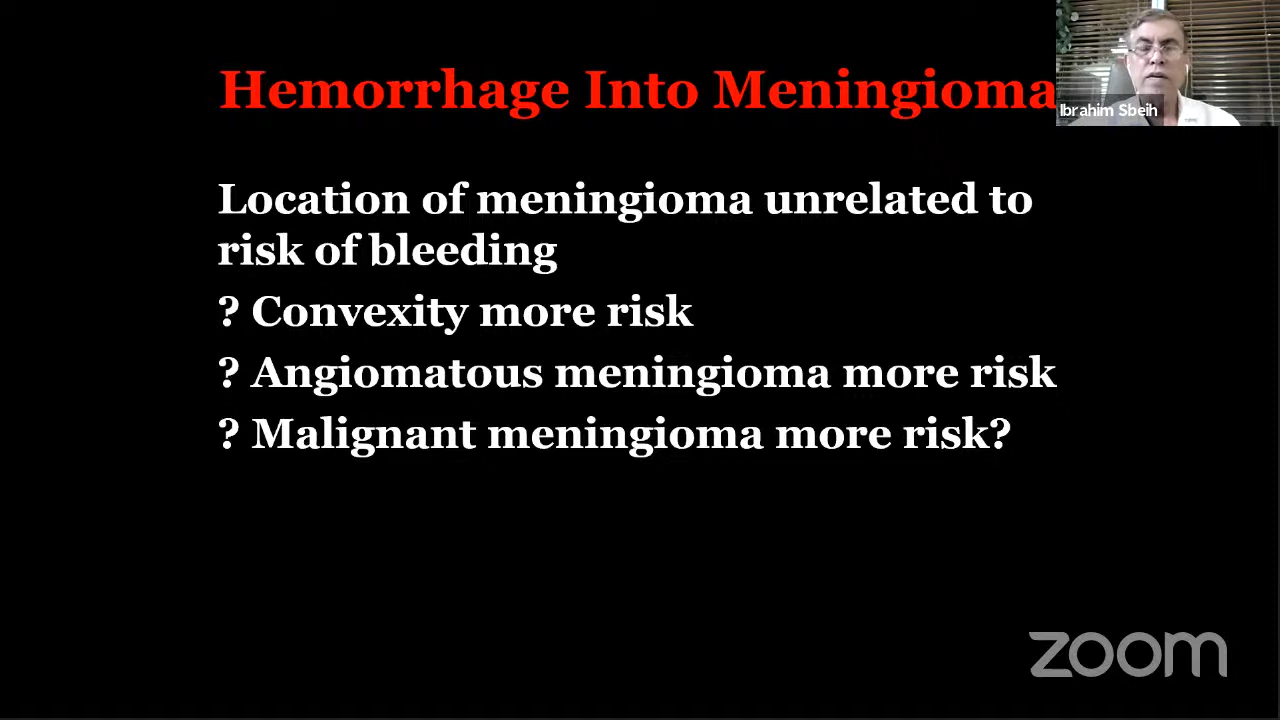 Hemorrhage Into Meningioma
Ibrahim Sbeih
Location of meningioma unrelated to
risk of bleeding
? Convexity more risk
? Angiomatous meningioma more risk
? Malignant meningioma more risk?
zoom